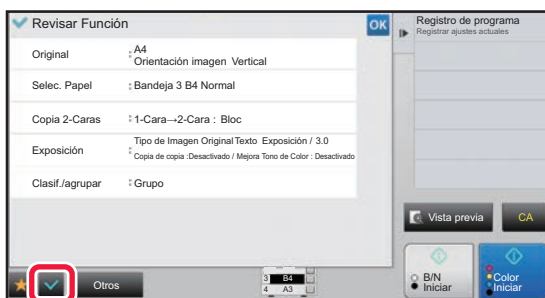 Revisar Función
OK
Original : A4
Orientación imagen Vertical
Selec. Papel : Bandeja 3 B4 Normal
Copia 2-Caras : 1-Cara→2-Cara : Bloc
Exposición : Tipo de Imagen Original Texto Exposición / 3.0
Copia de copia :Desactivado / Mejora Tono de Color : Desactivado
Clasif./agrupar : Grupo
Otros
3 B4
4 A3
Registro de programa
Registrar ajustes actuales
Vista previa
CA
B/N
Iniciar
Color
Iniciar